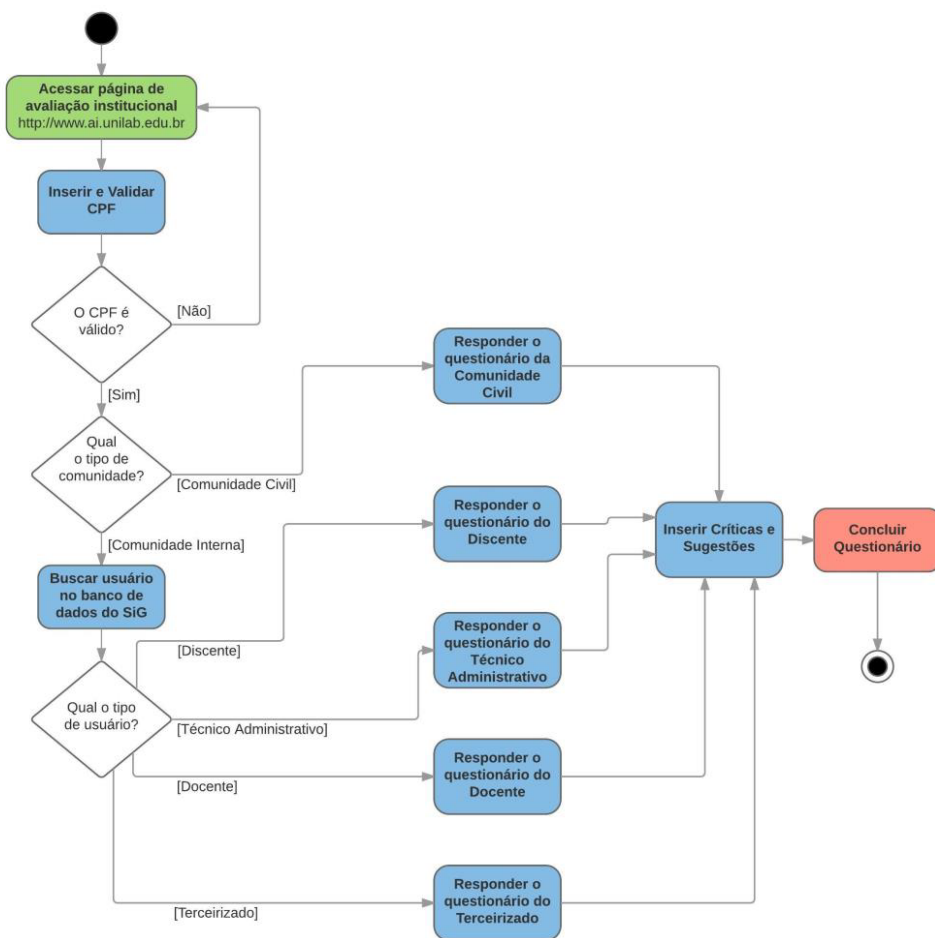 Acessar página de
avaliação institucional
http://www.ai.unilab.edu.br
Inserir e Validar
CPF
O CPF é
válido?
[Não]
[Sim]
Qual
o tipo de
comunidade?
[Comunidade Civil]
[Comunidade Interna]
Buscar usuário
no banco de
dados do SiG
Qual o tipo
de usuário?
[Discente]
[Técnico Administrativo]
[Docente]
[Terceirizado]
Responder o
questionário da
Comunidade
Civil
Responder o
questionário do
Discente
Responder o
questionário do
Técnico
Administrativo
Responder o
questionário do
Docente
Responder o
questionário do
Terceirizado
Inserir Críticas e
Sugestões
Concluir
Questionário